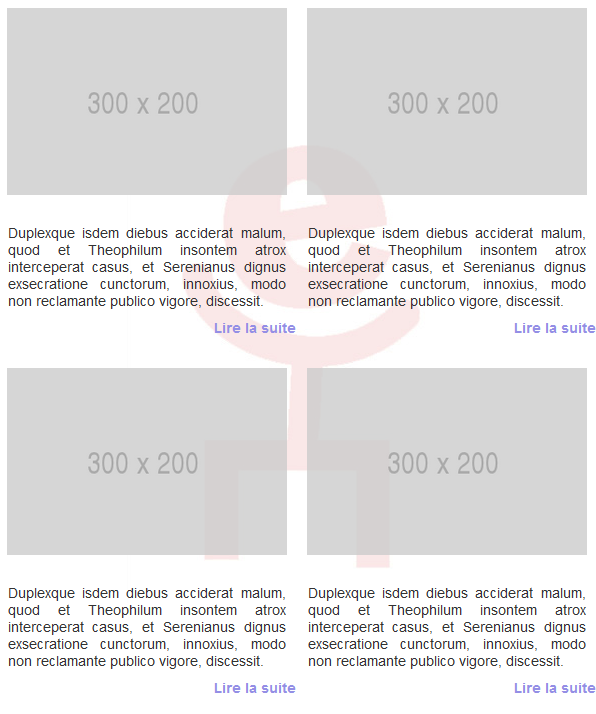 300 x 200
Duplexque isdem diebus acciderat malum,
quod et Theophilum insontem atrox
interceperat casus, et Serenianus dignus
exsecratione cunctorum, innoxius, modo
non reclamante publico vigore, discessit.
Lire la suite
300 x 200
Duplexque isdem diebus acciderat malum,
quod et Theophilum insontem atrox
interceperat casus, et Serenianus dignus
exsecratione cunctorum, innoxius, modo
non reclamante publico vigore, discessit.
Lire la suite
300 x 200
Duplexque isdem diebus acciderat malum,
quod et Theophilum insontem atrox
interceperat casus, et Serenianus dignus
exsecratione cunctorum, innoxius, modo
non reclamante publico vigore, discessit.
Lire la suite
300 x 200
Duplexque isdem diebus acciderat malum,
quod et Theophilum insontem atrox
interceperat casus, et Serenianus dignus
exsecratione cunctorum, innoxius, modo
non reclamante publico vigore, discessit.
Lire la suite